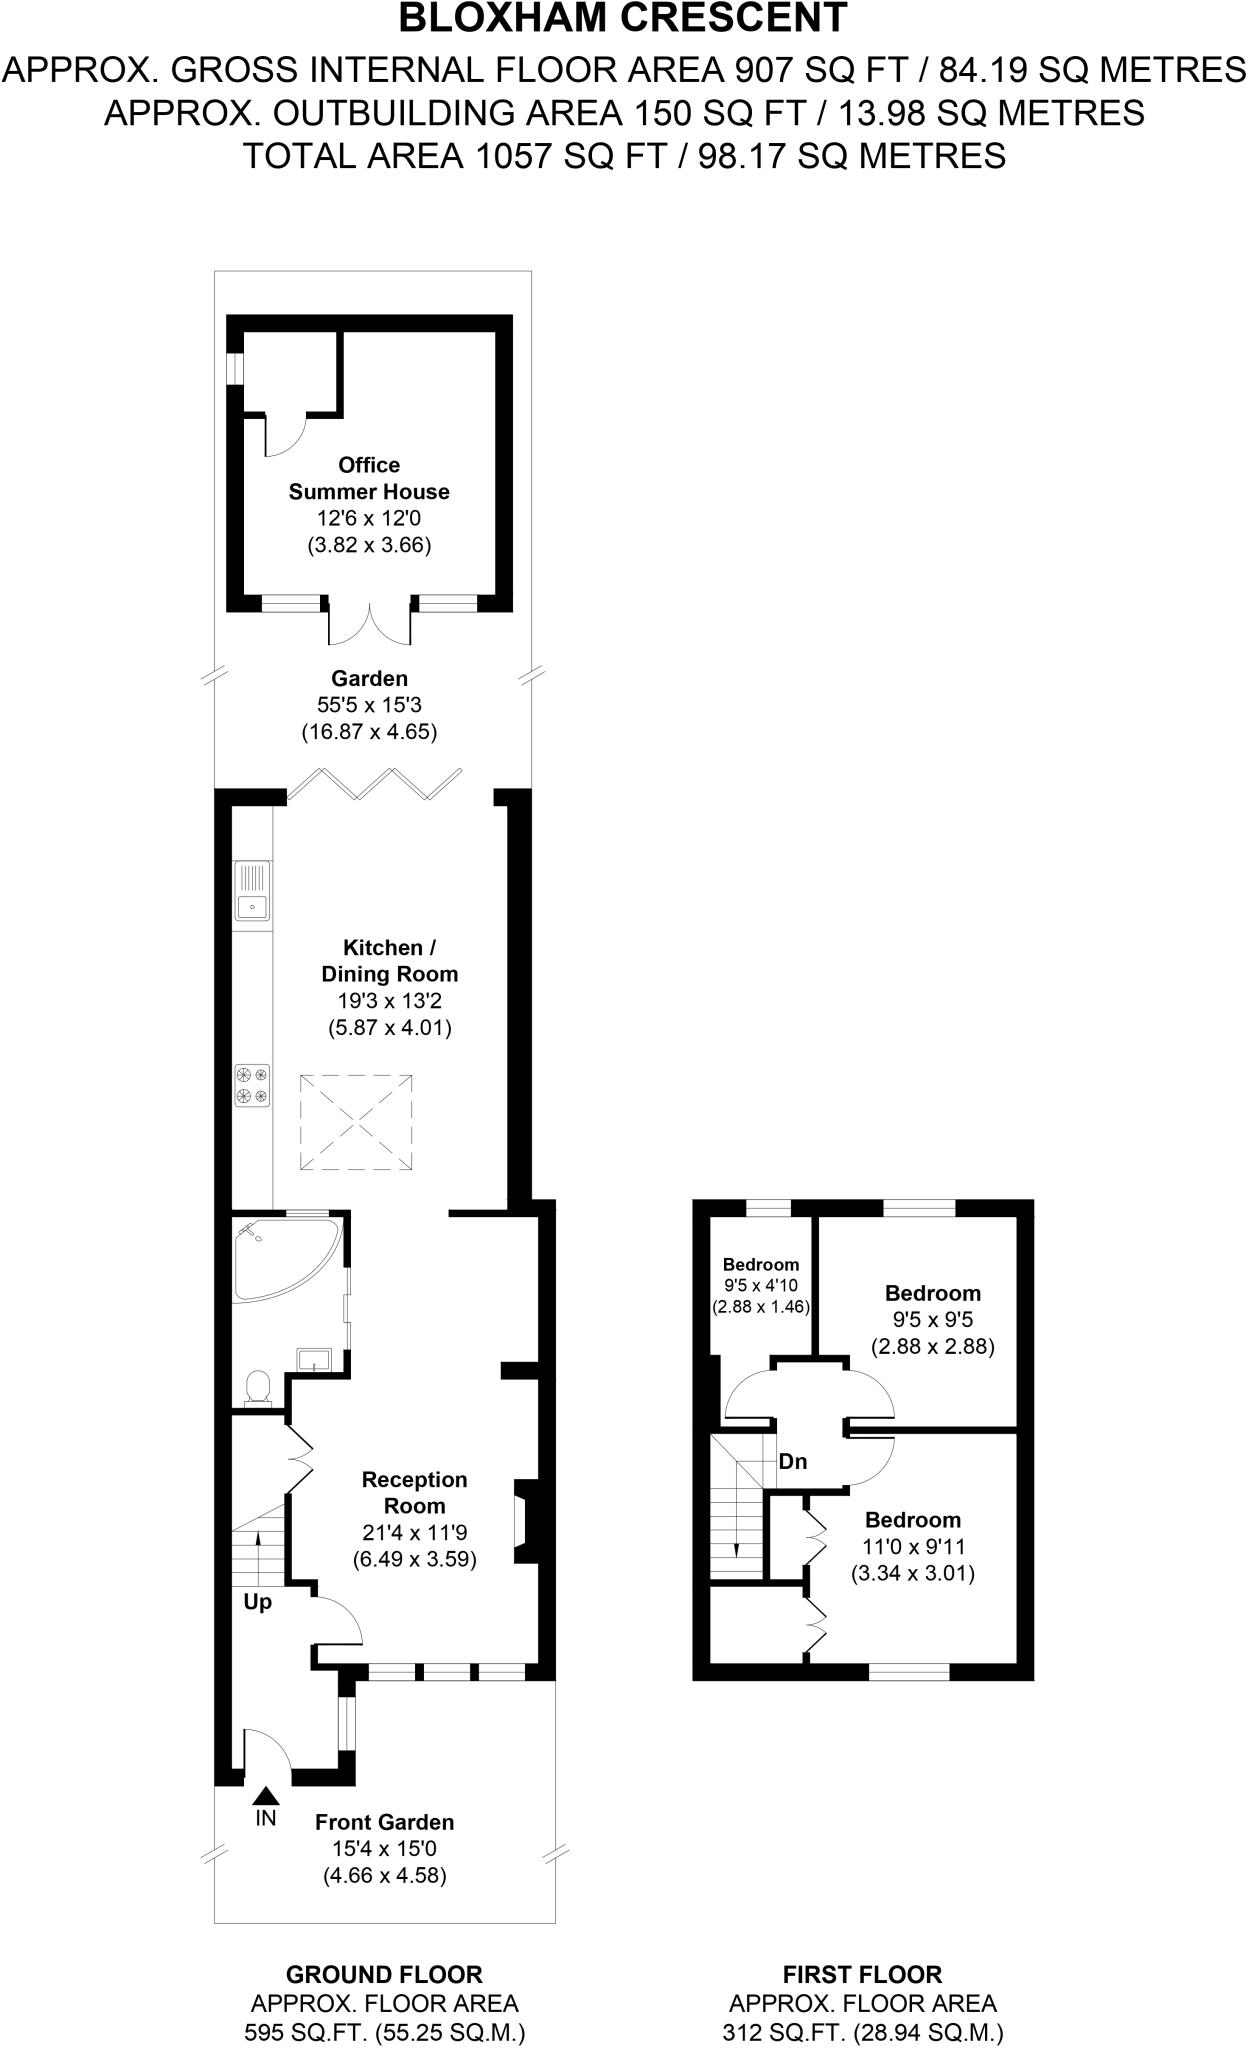 BLOXHAM CRESCENT
APPROX. GROSS INTERNAL FLOOR AREA 907 SQ FT / 84.19 SQ METRES
APPROX. OUTBUILDING AREA 150 SQ FT / 13.98 SQ METRES
TOTAL AREA 1057 SQ FT / 98.17 SQ METRES
Office
Summer House
12'6 x 12'0
(3.82 x 3.66)
Garden
55'5 x 15'3
(16.87 x 4.65)
Kitchen /
Dining Room
19'3 x 13'2
(5.87 x 4.01)
Reception
Room
21'4 x 11'9
(6.49 x 3.59)
Up
IN
Front Garden
15'4 x 15'0
(4.66 x 4.58)
Bedroom
9'5 x 4'10
(2.88 x 1.46)
Bedroom
9'5 x 9'5
(2.88 x 2.88)
Dn
Bedroom
11'0 x 9'11
(3.34 x 3.01)
GROUND FLOOR
APPROX. FLOOR AREA
595 SQ.FT. (55.25 SQ.M.)
FIRST FLOOR
APPROX. FLOOR AREA
312 SQ.FT. (28.94 SQ.M.)